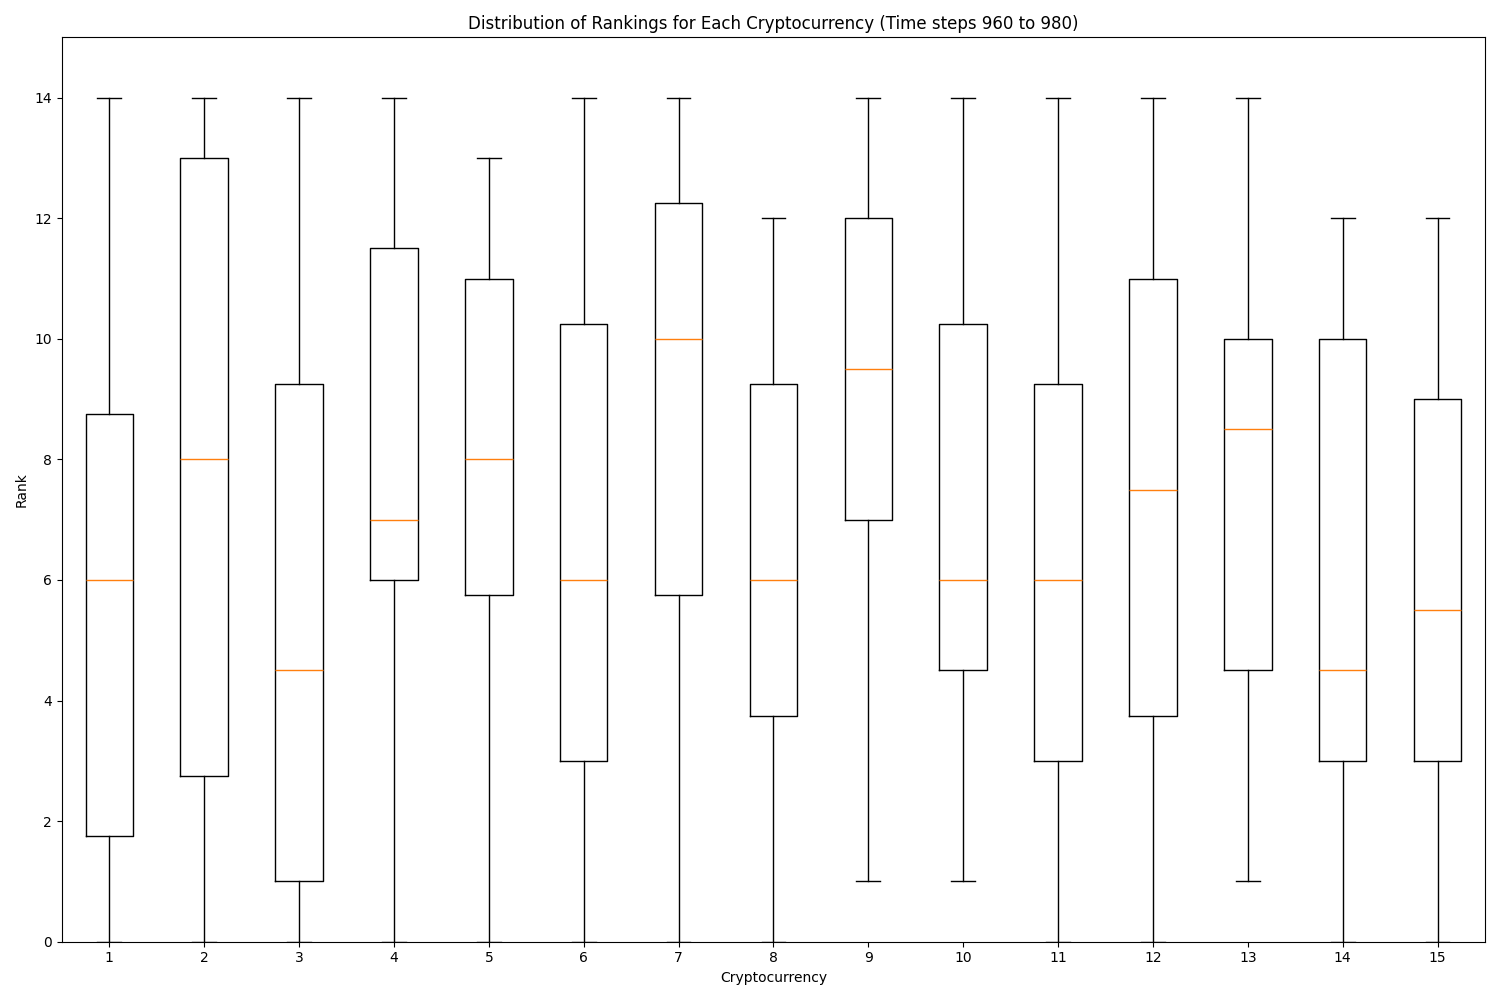 Distribution of Rankings for Each Cryptocurrency (Time steps 960 to 980)
Rank
14
12
10
8
6
4
2
0
1 2 3 4 5 6 7 8 9 10 11 12 13 14 15
Cryptocurrency